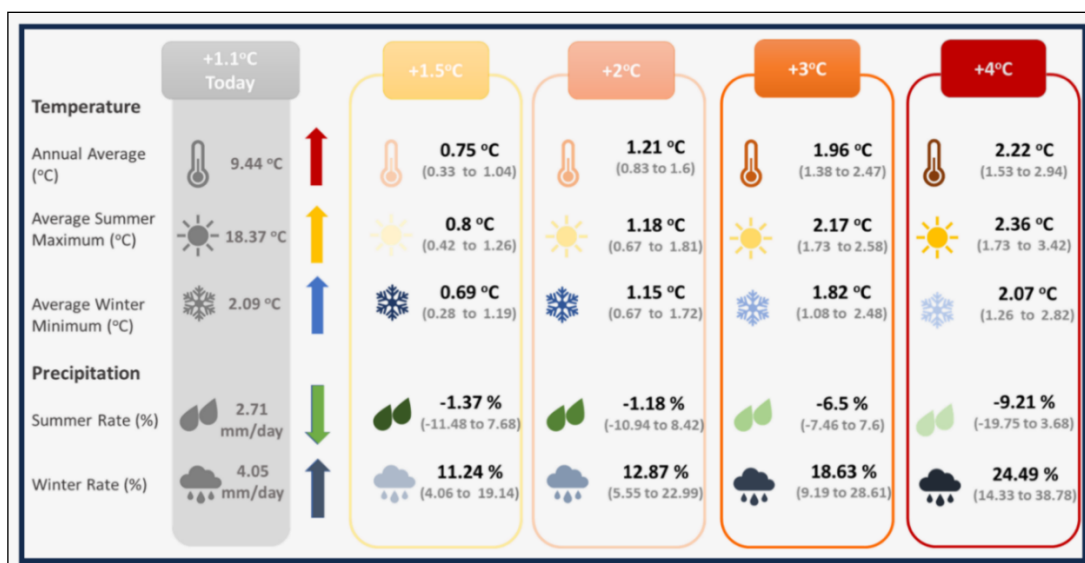 +1.1°C
Today
+1.5°C
+2°C
+3°C
+4°C
Temperature
Annual Average
(°C)
9.44 °C
0.75 °C
(0.33 to 1.04)
1.21 °C
(0.83 to 1.6)
1.96 °C
(1.38 to 2.47)
2.22 °C
(1.53 to 2.94)
Average Summer
Maximum (°C)
18.37 °C
0.8 °C
(0.42 to 1.26)
1.18 °C
(0.67 to 1.81)
2.17 °C
(1.73 to 2.58)
2.36 °C
(1.73 to 3.42)
Average Winter
Minimum (°C)
2.09 °C
0.69 °C
(0.28 to 1.19)
1.15 °C
(0.67 to 1.72)
1.82 °C
(1.08 to 2.48)
2.07 °C
(1.26 to 2.82)
Precipitation
Summer Rate (%)
2.71
mm/day
-1.37 %
(-11.48 to 7.68)
-1.18 %
(-10.94 to 8.42)
-6.5 %
(-7.46 to 7.6)
-9.21 %
(-19.75 to 3.68)
Winter Rate (%)
4.05
mm/day
11.24 %
(4.06 to 19.14)
12.87 %
(5.55 to 22.99)
18.63 %
(9.19 to 28.61)
24.49 %
(14.33 to 38.78)